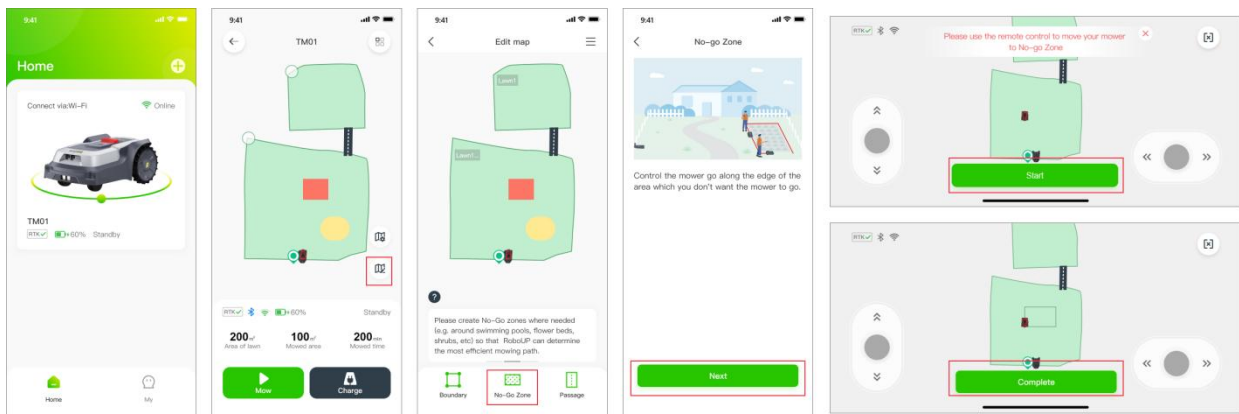 9:41
Home
Connect via:Wi-Fi
Online
TM01
RTK✓ 60% Standby
Home
My
9:41
TM01
RTK✓ 60%
Standby
200㎡
100㎡
200min
Area of lawn
Mowed area
Mowed time
Mow
Charge
9:41
Edit map
Lawn1
?
Please create No-Go zones where needed
(e.g. around swimming pools, flower beds,
shrubs, etc) so that RoboUP can determine
the most efficient mowing path.
Boundary
No-Go Zone
Passage
9:41
No-go Zone
Control the mower go along the edge of the
area which you don't want the mower to go.
Next
RTK✓
Please use the remote control to move your mower
to No-go Zone
Start
RTK✓
Complete